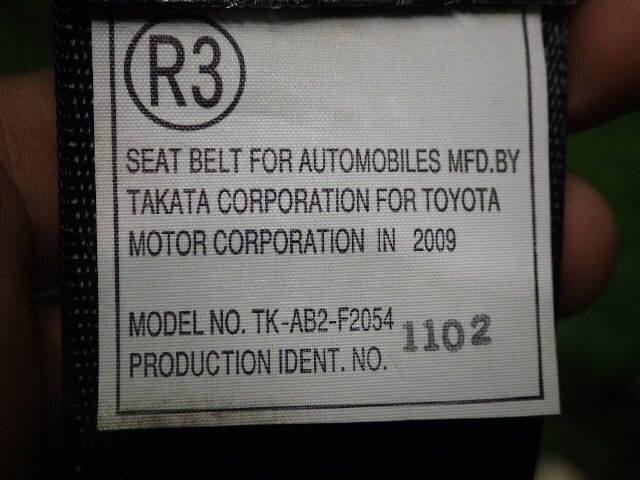 R3
SEAT BELT FOR AUTOMOBILES MFD.BY
TAKATA CORPORATION FOR TOYOTA
MOTOR CORPORATION IN 2009
MODEL NO. TK-AB2-F2054
PRODUCTION IDENT. NO. 1102